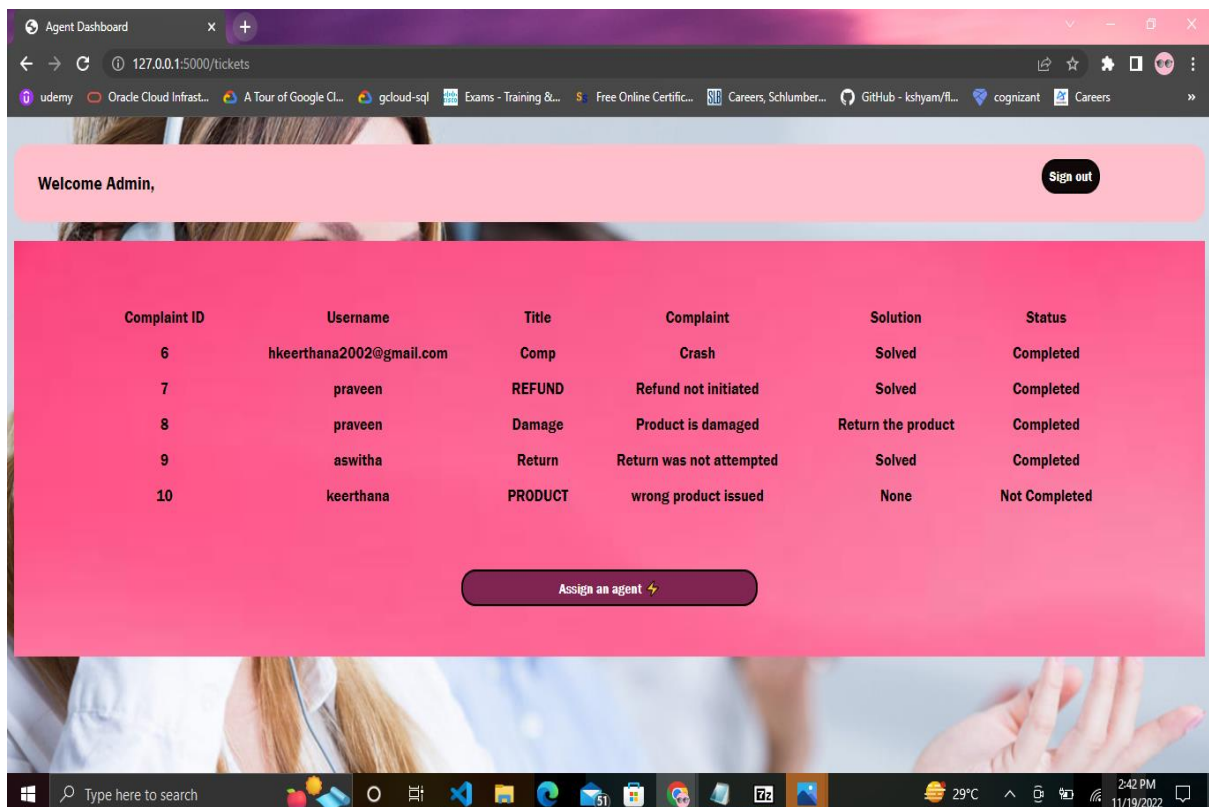 Agent Dashboard
127.0.0.1:5000/tickets
udemy Oracle Cloud Infrast... A Tour of Google Cl... gcloud-sql Exams - Training &... Free Online Certific... Careers, Schlumber... GitHub - kshyam/fl... cognizant Careers »
Welcome Admin,
Sign out
Complaint ID Username Title Complaint Solution Status
6 hkeerthana2002@gmail.com Comp Crash Solved Completed
7 praveen REFUND Refund not initiated Solved Completed
8 praveen Damage Product is damaged Return the product Completed
9 aswitha Return Return was not attempted Solved Completed
10 keerthana PRODUCT wrong product issued None Not Completed
Assign an agent ⚡
Type here to search
51
7z
29°C
2:42 PM
11/19/2022